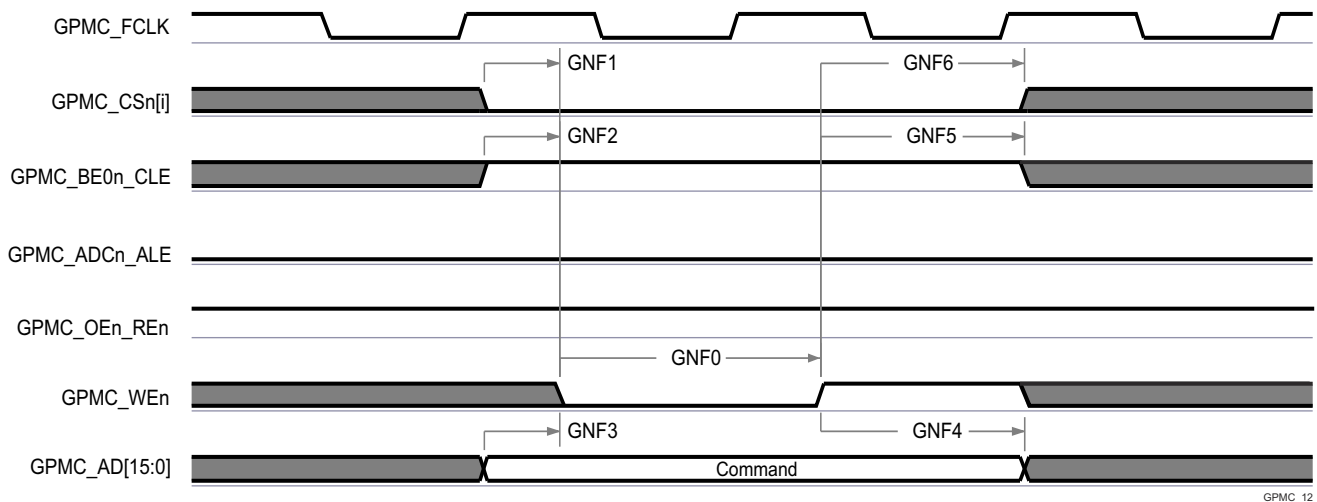 GPMC_FCLK
GNF1
GNF6
GPMC_CSn[i]
GNF2
GNF5
GPMC_BE0n_CLE
GPMC_ADCn_ALE
GPMC_OEn_REn
GNF0
GPMC_WEn
GNF3
GNF4
GPMC_AD[15:0]
Command
GPMC_12